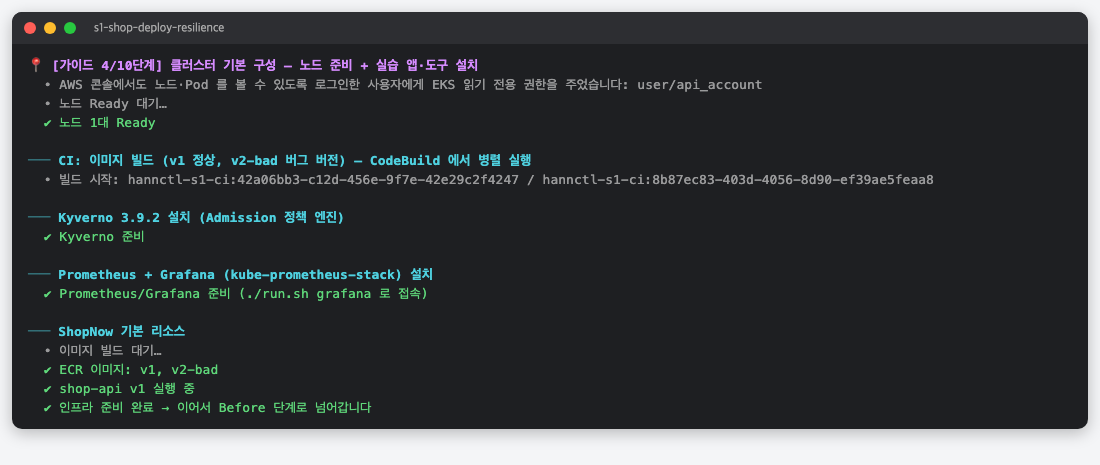 s1-shop-deploy-resilience
📍 [가이드 4/10단계] 클러스터 기본 구성 — 노드 준비 + 실습 앱·도구 설치
• AWS 콘솔에서도 노드·Pod 를 볼 수 있도록 로그인한 사용자에게 EKS 읽기 전용 권한을 주었습니다: user/api_account
• 노드 Ready 대기…
✔ 노드 1대 Ready
─── CI: 이미지 빌드 (v1 정상, v2-bad 버그 버전) — CodeBuild 에서 병렬 실행
• 빌드 시작: hannctl-s1-ci:42a06bb3-c12d-456e-9f7e-42e29c2f4247 / hannctl-s1-ci:8b87ec83-403d-4056-8d90-ef39ae5feaa8
─── Kyverno 3.9.2 설치 (Admission 정책 엔진)
✔ Kyverno 준비
─── Prometheus + Grafana (kube-prometheus-stack) 설치
✔ Prometheus/Grafana 준비 (./run.sh grafana 로 접속)
─── ShopNow 기본 리소스
• 이미지 빌드 대기…
✔ ECR 이미지: v1, v2-bad
✔ shop-api v1 실행 중
✔ 인프라 준비 완료 → 이어서 Before 단계로 넘어갑니다